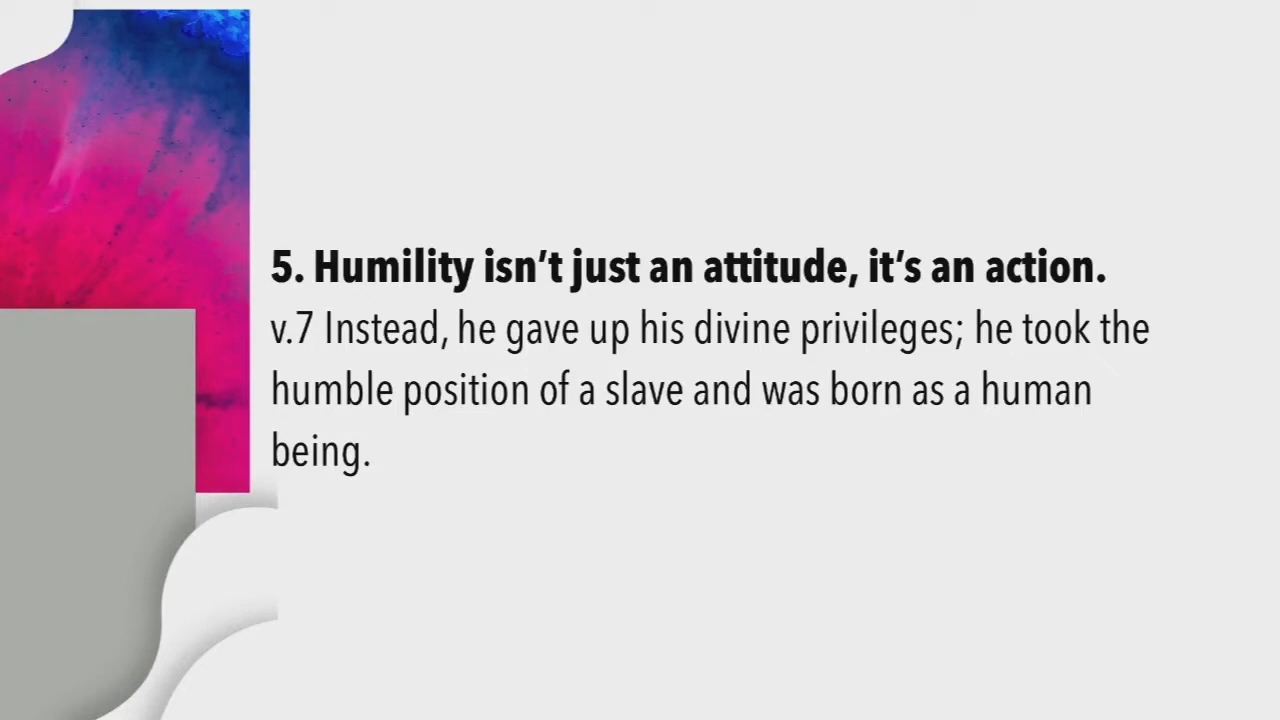 5. Humility isn’t just an attitude, it’s an action.
v.7 Instead, he gave up his divine privileges; he took the
humble position of a slave and was born as a human
being.